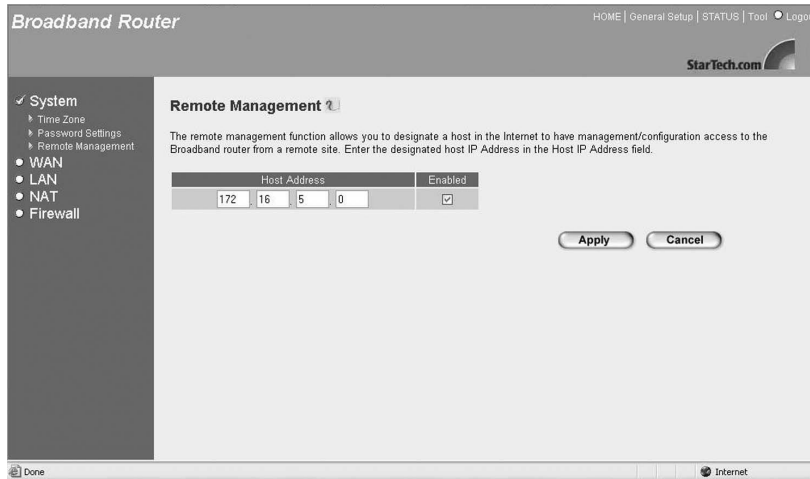 Broadband Router
HOME | General Setup | STATUS | Tool
StarTech.com
System
Time Zone
Password Settings
Remote Management
WAN
LAN
NAT
Firewall
Remote Management
The remote management function allows you to designate a host in the Internet to have management/configuration access to the
Broadband router from a remote site. Enter the designated host IP Address in the Host IP Address field.
Host Address Enabled
172 . 16 . 5 . 0
Apply Cancel
Done Internet